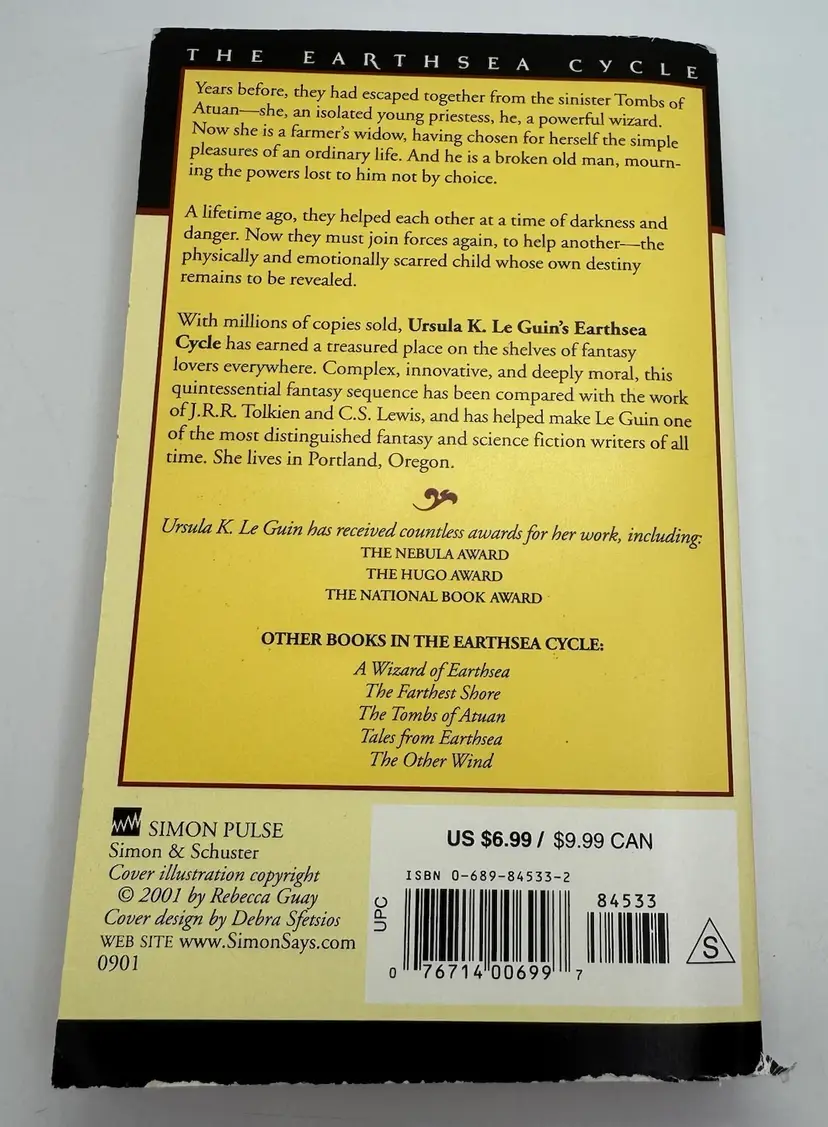 THE EARTHSEA CYCLE
Years before, they had escaped together from the sinister Tombs of
Atuan—she, an isolated young priestess, he, a powerful wizard.
Now she is a farmer's widow, having chosen for herself the simple
pleasures of an ordinary life. And he is a broken old man, mourn-
ing the powers lost to him not by choice.
A lifetime ago, they helped each other at a time of darkness and
danger. Now they must join forces again, to help another—the
physically and emotionally scarred child whose own destiny
remains to be revealed.
With millions of copies sold, Ursula K. Le Guin's Earthsea
Cycle has earned a treasured place on the shelves of fantasy
lovers everywhere. Complex, innovative, and deeply moral, this
quintessential fantasy sequence has been compared with the work
of J.R.R. Tolkien and C.S. Lewis, and has helped make Le Guin one
of the most distinguished fantasy and science fiction writers of all
time. She lives in Portland, Oregon.
Ursula K. Le Guin has received countless awards for her work, including:
THE NEBULA AWARD
THE HUGO AWARD
THE NATIONAL BOOK AWARD
OTHER BOOKS IN THE EARTHSEA CYCLE:
A Wizard of Earthsea
The Farthest Shore
The Tombs of Atuan
Tales from Earthsea
The Other Wind
SIMON PULSE
Simon & Schuster
Cover illustration copyright
© 2001 by Rebecca Guay
Cover design by Debra Sfetsios
WEB SITE www.SimonSays.com
0901
US $6.99 / $9.99 CAN
ISBN 0-689-84533-2
84533
UPC
0 76714 00699 7
S